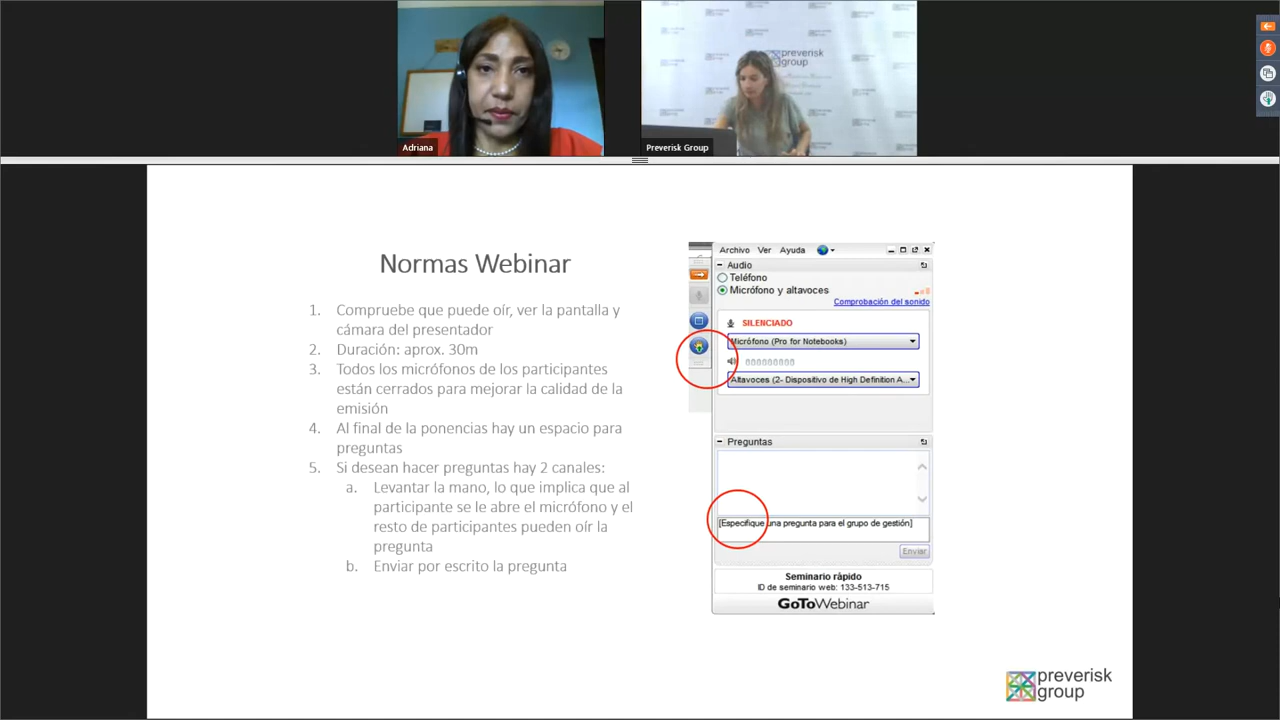 preverisk
group
Adriana
Preverisk Group
Normas Webinar
1. Compruebe que puede oír, ver la pantalla y
cámara del presentador
2. Duración: aprox. 30m
3. Todos los micrófonos de los participantes
están cerrados para mejorar la calidad de la
emisión
4. Al final de la ponencias hay un espacio para
preguntas
5. Si desean hacer preguntas hay 2 canales:
a. Levantar la mano, lo que implica que al
participante se le abre el micrófono y el
resto de participantes pueden oír la
pregunta
b. Enviar por escrito la pregunta
Archivo Ver Ayuda
Audio
Teléfono
Micrófono y altavoces
Comprobación del sonido
SILENCIADO
Micrófono (Pro for Notebooks)
Altavoces (2- Dispositivo de High Definition A...
Preguntas
[Especifique una pregunta para el grupo de gestión]
Enviar
Seminario rápido
ID de seminario web: 133-513-715
GoToWebinar
preverisk
group